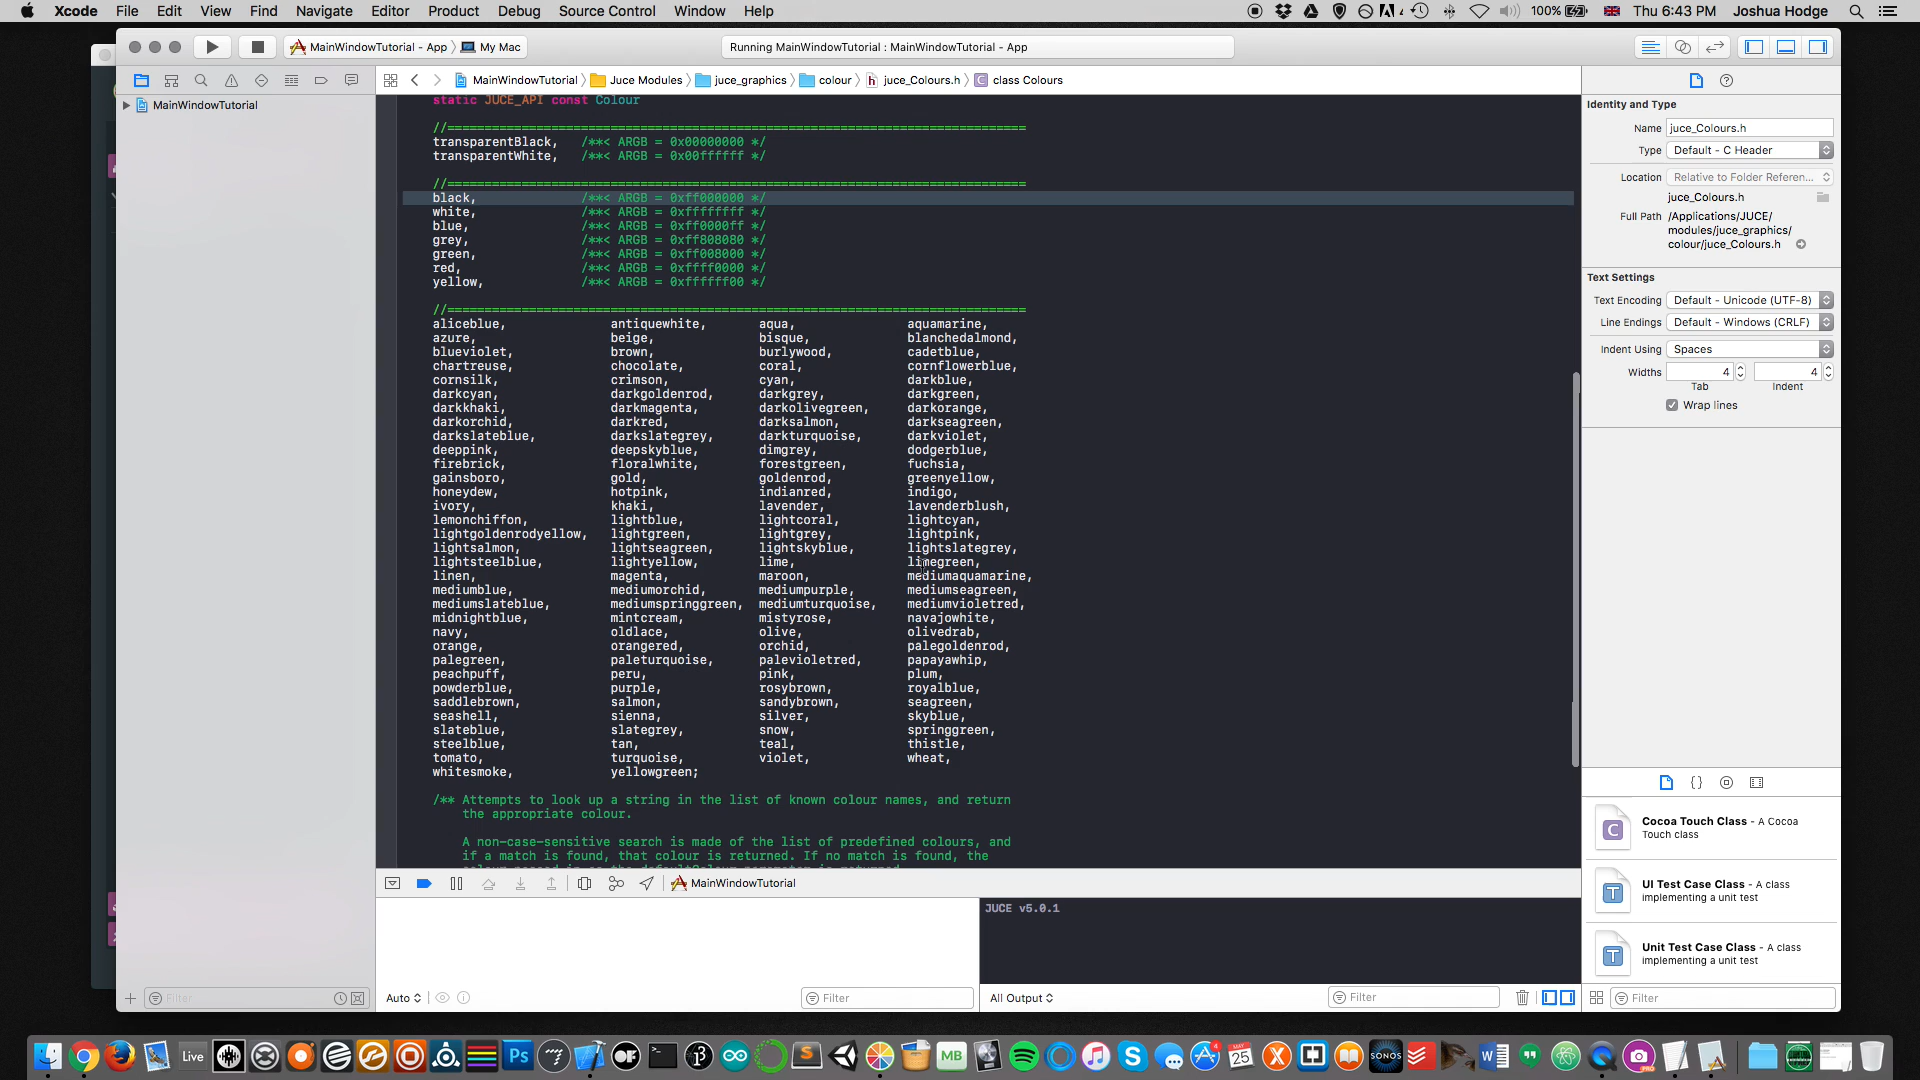 Xcode File Edit View Find Navigate Editor Product Debug Source Control Window Help 4 100% Thu 6:43 PM Joshua Hodge
MainWindowTutorial - App My Mac Running MainWindowTutorial : MainWindowTutorial - App
MainWindowTutorial Juce Modules juce_graphics colour juce_Colours.h class Colours
MainWindowTutorial
static JUCE_API const Colour
//==============================================================================
transparentBlack, /**< ARGB = 0x00000000 */
transparentWhite, /**< ARGB = 0x00ffffff */
//==============================================================================
black, /**< ARGB = 0xff000000 */
white, /**< ARGB = 0xffffffff */
blue, /**< ARGB = 0xff0000ff */
grey, /**< ARGB = 0xff808080 */
green, /**< ARGB = 0xff008000 */
red, /**< ARGB = 0xffff0000 */
yellow, /**< ARGB = 0xffffff00 */
//==============================================================================
aliceblue, antiquewhite, aqua, aquamarine,
azure, beige, bisque, blanchedalmond,
blueviolet, brown, burlywood, cadetblue,
chartreuse, chocolate, coral, cornflowerblue,
cornsilk, crimson, cyan, darkblue,
darkcyan, darkgoldenrod, darkgrey, darkgreen,
darkkhaki, darkmagenta, darkolivegreen, darkorange,
darkorchid, darkred, darksalmon, darkseagreen,
darkslateblue, darkslategrey, darkturquoise, darkviolet,
deeppink, deepskyblue, dimgrey, dodgerblue,
firebrick, floralwhite, forestgreen, fuchsia,
gainsboro, gold, goldenrod, greenyellow,
honeydew, hotpink, indianred, indigo,
ivory, khaki, lavender, lavenderblush,
lemonchiffon, lightblue, lightcoral, lightcyan,
lightgoldenrodyellow, lightgreen, lightgrey, lightpink,
lightsalmon, lightseagreen, lightskyblue, lightslategrey,
lightsteelblue, lightyellow, lime, limegreen,
linen, magenta, maroon, mediumaquamarine,
mediumblue, mediumorchid, mediumpurple, mediumseagreen,
mediumslateblue, mediumspringgreen, mediumturquoise, mediumvioletred,
midnightblue, mintcream, mistyrose, navajowhite,
navy, oldlace, olive, olivedrab,
orange, orangered, orchid, palegoldenrod,
palegreen, paleturquoise, palevioletred, papayawhip,
peachpuff, peru, pink, plum,
powderblue, purple, rosybrown, royalblue,
saddlebrown, salmon, sandybrown, seagreen,
seashell, sienna, silver, skyblue,
slateblue, slategrey, snow, springgreen,
steelblue, tan, teal, thistle,
tomato, turquoise, violet, wheat,
whitesmoke, yellowgreen;
/** Attempts to look up a string in the list of known colour names, and return
the appropriate colour.
A non-case-sensitive search is made of the list of predefined colours, and
if a match is found, that colour is returned. If no match is found, the
colour passed in as the defaultColour parameter is returned.
MainWindowTutorial
JUCE v5.0.1
Filter
Auto Filter All Output Filter
Identity and Type
Name juce_Colours.h
Type Default - C Header
Location Relative to Folder Referen...
juce_Colours.h
Full Path /Applications/JUCE/
modules/juce_graphics/
colour/juce_Colours.h
Text Settings
Text Encoding Default - Unicode (UTF-8)
Line Endings Default - Windows (CRLF)
Indent Using Spaces
Widths 4 4
Tab Indent
Wrap lines
{ }
C Cocoa Touch Class - A Cocoa
Touch class
T UI Test Case Class - A class
implementing a unit test
T Unit Test Case Class - A class
implementing a unit test
Filter
Live Ps MB 25 SONOS